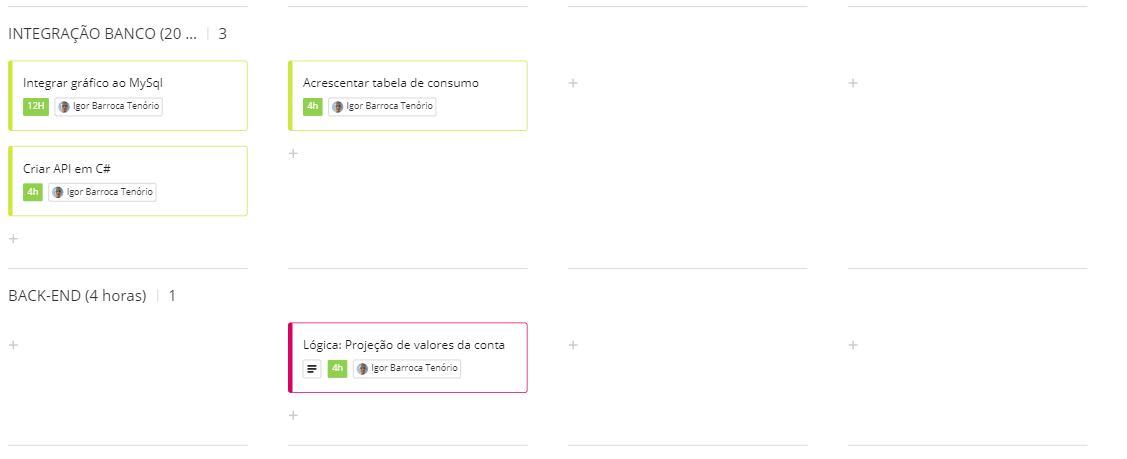 INTEGRAÇÃO BANCO (20 ... 3
Integrar gráfico ao MySql
12H Igor Barroca Tenório
Acrescentar tabela de consumo
4h Igor Barroca Tenório
+
+
+
Criar API em C#
4h Igor Barroca Tenório
+
BACK-END (4 horas) 1
+
Lógica: Projeção de valores da conta
4h Igor Barroca Tenório
+
+
+